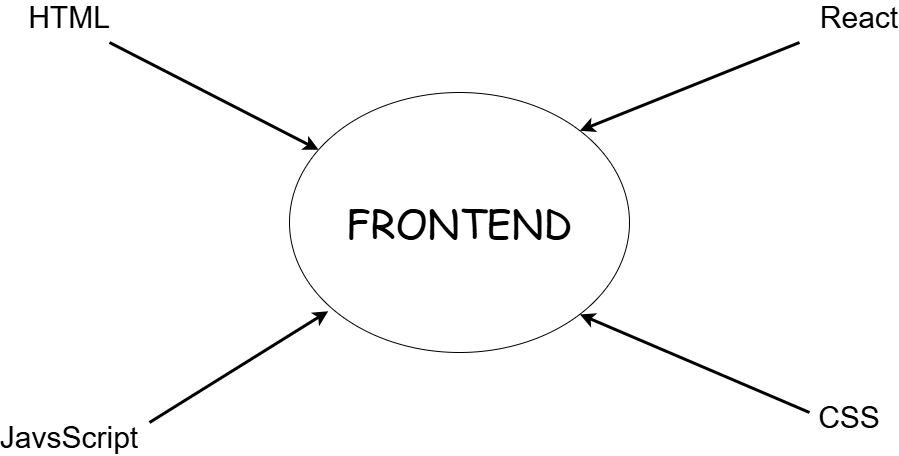 HTML
React
FRONTEND
JavsScript
CSS